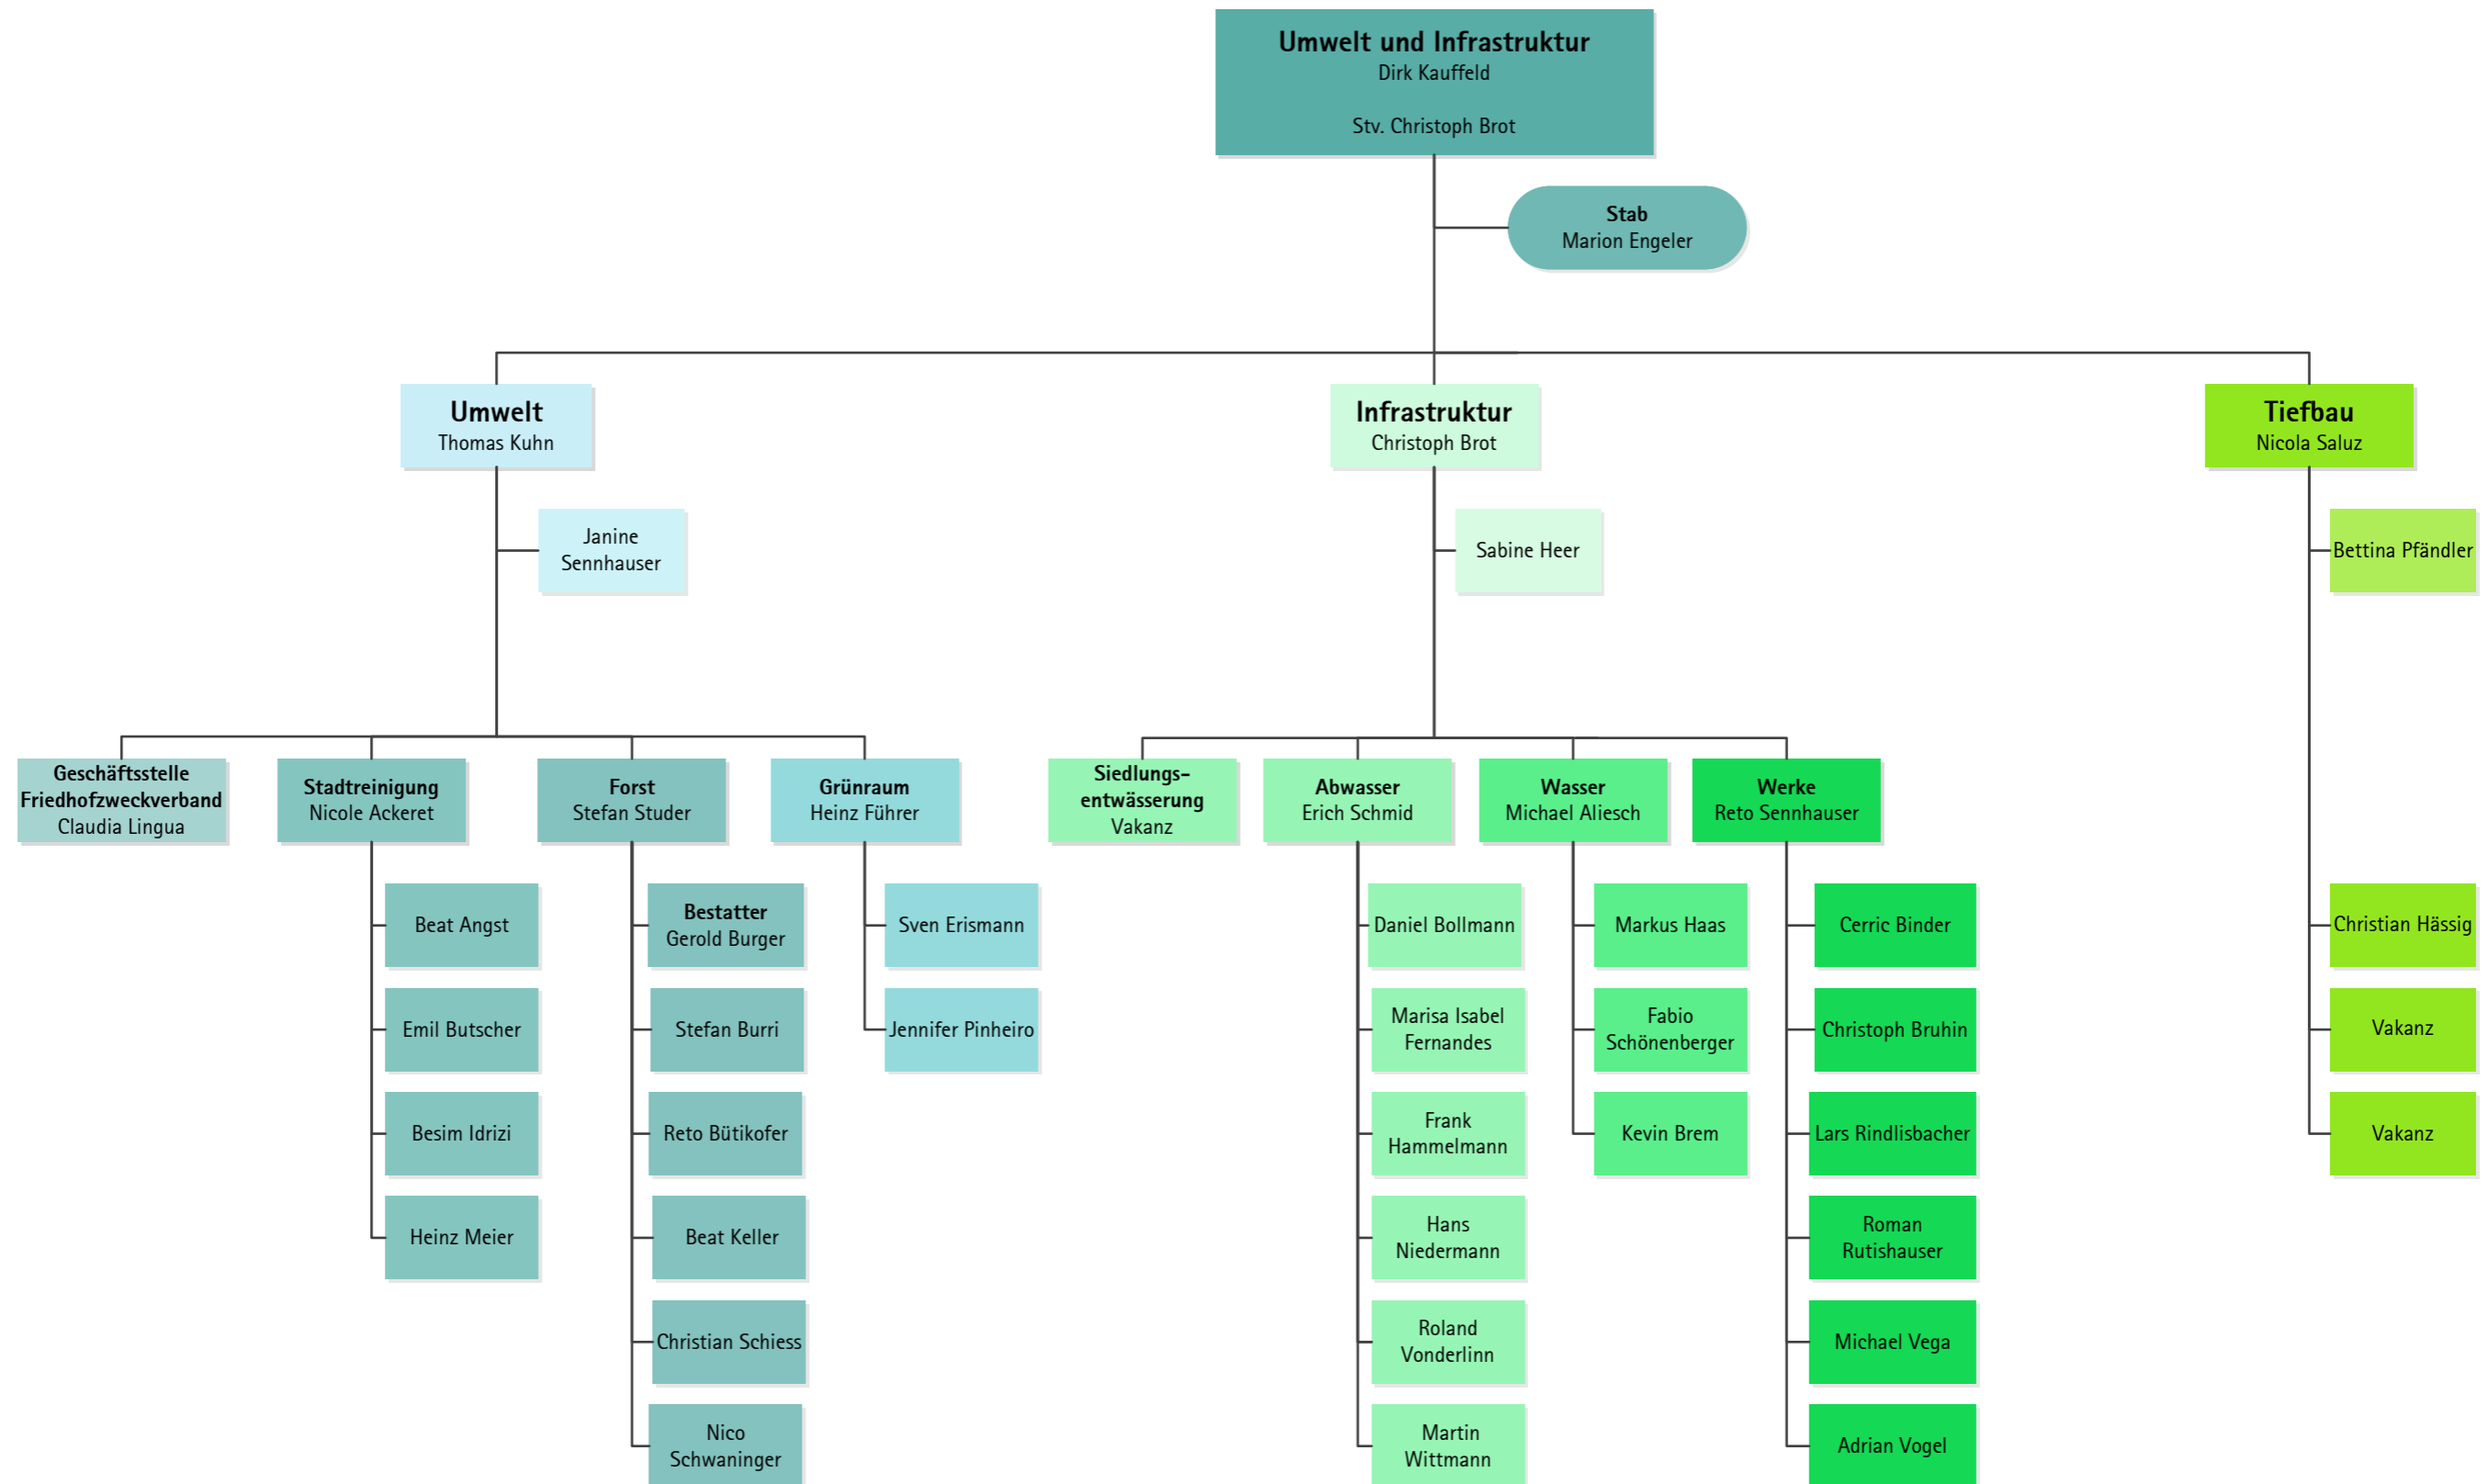 Umwelt und Infrastruktur
Dirk Kauffeld
Stv. Christoph Brot
Stab
Marion Engeler
Umwelt
Thomas Kuhn
Infrastruktur
Christoph Brot
Tiefbau
Nicola Saluz
Janine
Sennhauser
Sabine Heer
Bettina Pfändler
Geschäftsstelle
Friedhofzweckverband
Claudia Lingua
Stadtreinigung
Nicole Ackeret
Forst
Stefan Studer
Grünraum
Heinz Führer
Siedlungs-
entwässerung
Vakanz
Abwasser
Erich Schmid
Wasser
Michael Aliesch
Werke
Reto Sennhauser
Beat Angst
Bestatter
Gerold Burger
Sven Erismann
Daniel Bollmann
Markus Haas
Cerric Binder
Christian Hässig
Emil Butscher
Stefan Burri
Jennifer Pinheiro
Marisa Isabel
Fernandes
Fabio
Schönenberger
Christoph Bruhin
Vakanz
Besim Idrizi
Reto Bütikofer
Frank
Hammelmann
Kevin Brem
Lars Rindlisbacher
Vakanz
Heinz Meier
Beat Keller
Hans
Niedermann
Roman
Rutishauser
Christian Schiess
Roland
Vonderlinn
Michael Vega
Nico
Schwaninger
Martin
Wittmann
Adrian Vogel